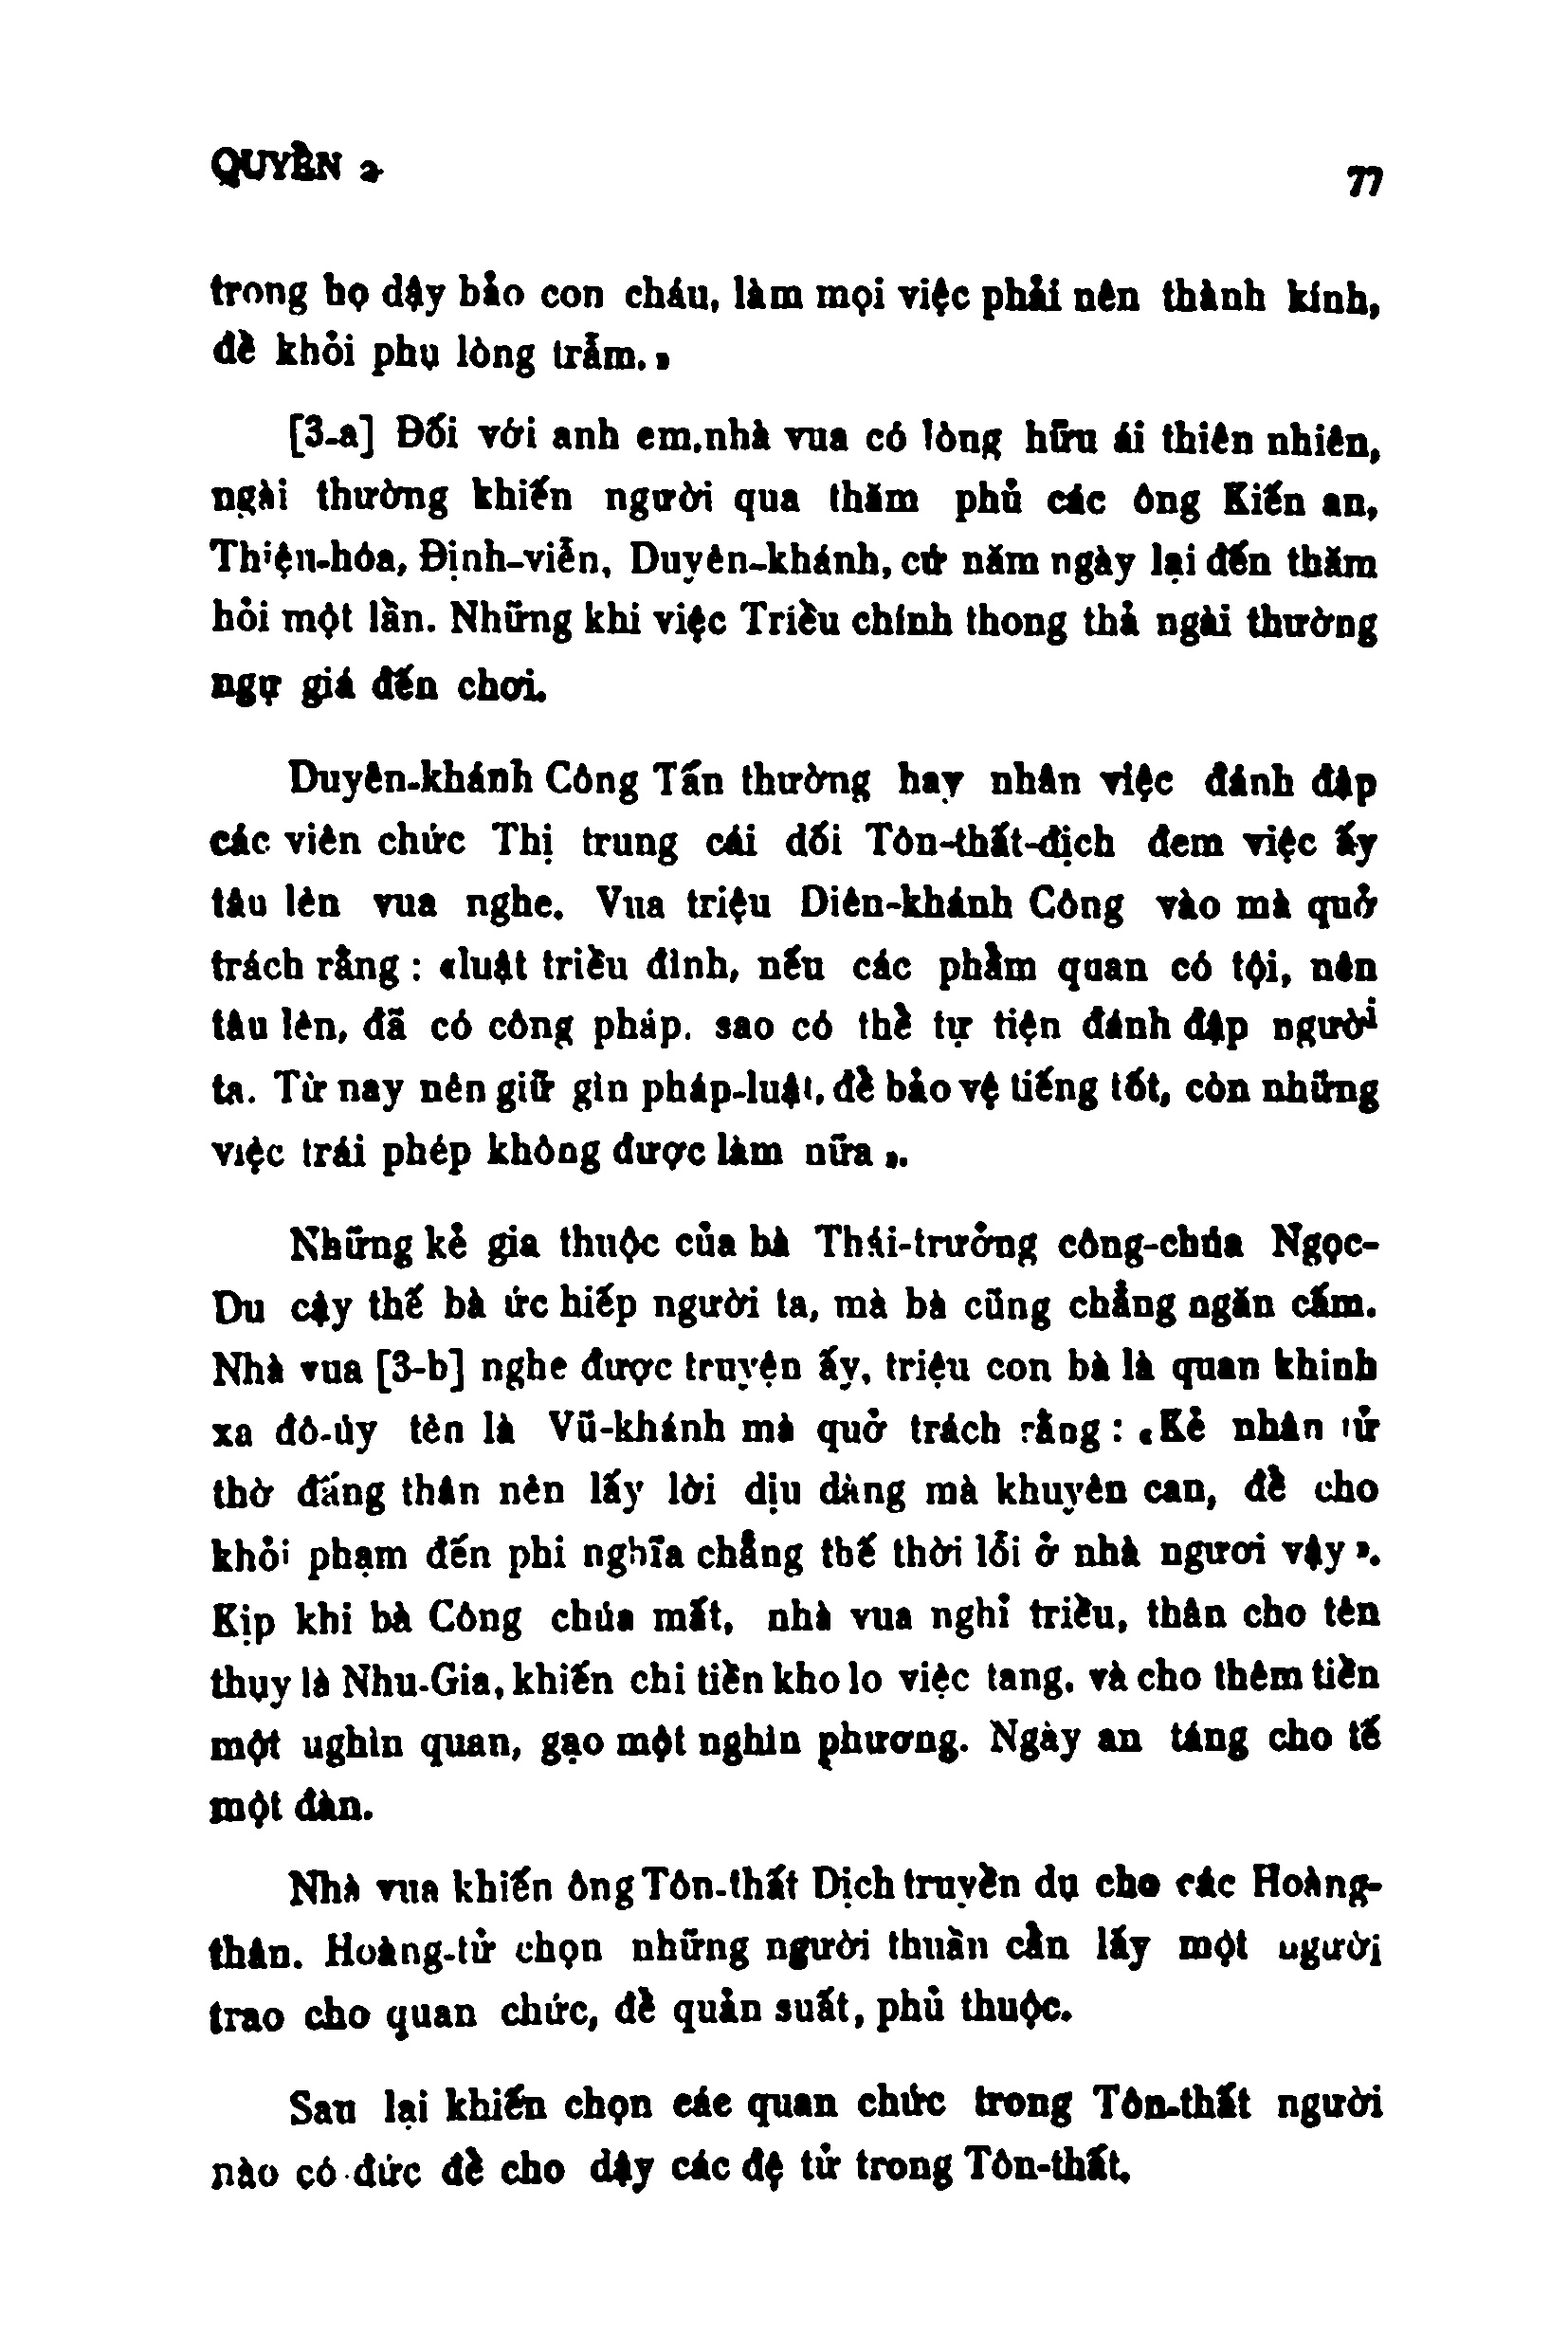 QUYỂN 2
77
trong họ dậy bảo con cháu, làm mọi việc phải nên thành kính,
để khỏi phụ lòng trẫm. »
[3-a] Đối với anh em.nhà vua có lòng hữu ái thiên nhiên,
ngài thường khiến người qua thăm phủ các ông Kiến an,
Thiện-hóa, Định-viễn, Duyên-khánh, cứ năm ngày lại đến thăm
hỏi một lần. Những khi việc Triều chính thong thả ngài thường
ngự giá đến chơi.
Duyên-khánh Công Tấn thường hay nhân việc đánh đập
các viên chức Thị trung cái dối Tôn-thất-địch đem việc ấy
tâu lên vua nghe. Vua triệu Diên-khánh Công vào mà quở
trách rằng : «luật triều đình, nếu các phẩm quan có tội, nên
tâu lên, đã có công pháp. sao có thể tự tiện đánh đập người
ta. Từ nay nên giữ gìn pháp-luật, để bảo vệ tiếng tốt, còn những
việc trái phép không được làm nữa ».
Những kẻ gia thuộc của bà Thái-trưởng công-chúa Ngọc-
Du cậy thế bà ức hiếp người ta, mà bà cũng chẳng ngăn cấm.
Nhà vua [3-b] nghe được truyện ấy, triệu con bà là quan khinh
xa đô-úy tên là Vũ-khánh mà quở trách rằng : «Kẻ nhân tử
thờ đấng thân nên lấy lời dịu dàng mà khuyên can, để cho
khỏi phạm đến phi nghĩa chẳng thế thời lỗi ở nhà ngươi vậy ».
Kịp khi bà Công chúa mất, nhà vua nghỉ triều, thân cho tên
thụy là Nhu-Gia, khiến chi tiền kho lo việc tang. và cho thêm tiền
một nghìn quan, gạo một nghìn phương. Ngày an táng cho tế
một đàn.
Nhà vua khiến ông Tôn-thất Dịch truyền dụ cho các Hoàng-
thân. Hoàng-tử chọn những người thuần cần lấy một người
trao cho quan chức, để quản suất, phủ thuộc.
Sau lại khiến chọn các quan chức trong Tôn-thất người
nào có đức để cho dậy các đệ tử trong Tôn-thất.